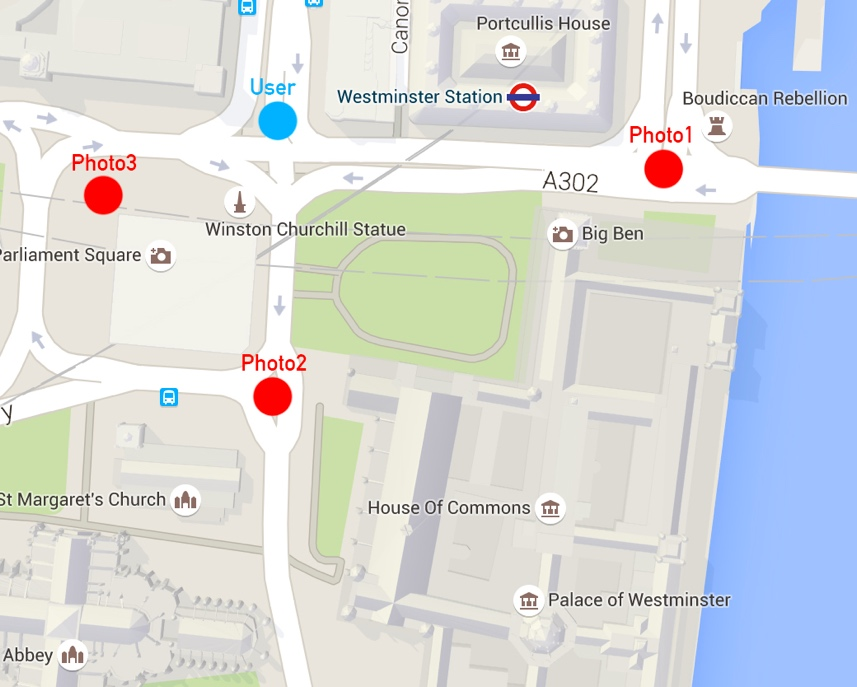 Portcullis House
Canon
User
Westminster Station
Boudiccan Rebellion
Photo1
Photo3
A302
Winston Churchill Statue
Big Ben
Parliament Square
Photo2
y
St Margaret's Church
House Of Commons
Palace of Westminster
Abbey